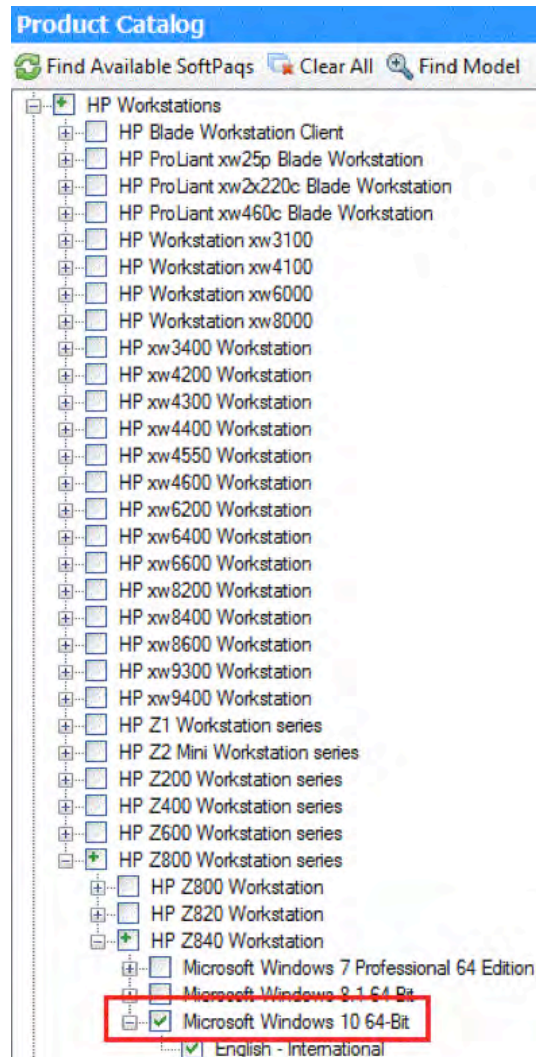 Product Catalog
Find Available SoftPaqs Clear All Find Model
HP Workstations
HP Blade Workstation Client
HP ProLiant xw25p Blade Workstation
HP ProLiant xw2x220c Blade Workstation
HP ProLiant xw460c Blade Workstation
HP Workstation xw3100
HP Workstation xw4100
HP Workstation xw6000
HP Workstation xw8000
HP xw3400 Workstation
HP xw4200 Workstation
HP xw4300 Workstation
HP xw4400 Workstation
HP xw4550 Workstation
HP xw4600 Workstation
HP xw6200 Workstation
HP xw6400 Workstation
HP xw6600 Workstation
HP xw8200 Workstation
HP xw8400 Workstation
HP xw8600 Workstation
HP xw9300 Workstation
HP xw9400 Workstation
HP Z1 Workstation series
HP Z2 Mini Workstation series
HP Z200 Workstation series
HP Z400 Workstation series
HP Z600 Workstation series
HP Z800 Workstation series
HP Z800 Workstation
HP Z820 Workstation
HP Z840 Workstation
Microsoft Windows 7 Professional 64 Edition
Microsoft Windows 8.1 64-Bit
Microsoft Windows 10 64-Bit
English - International